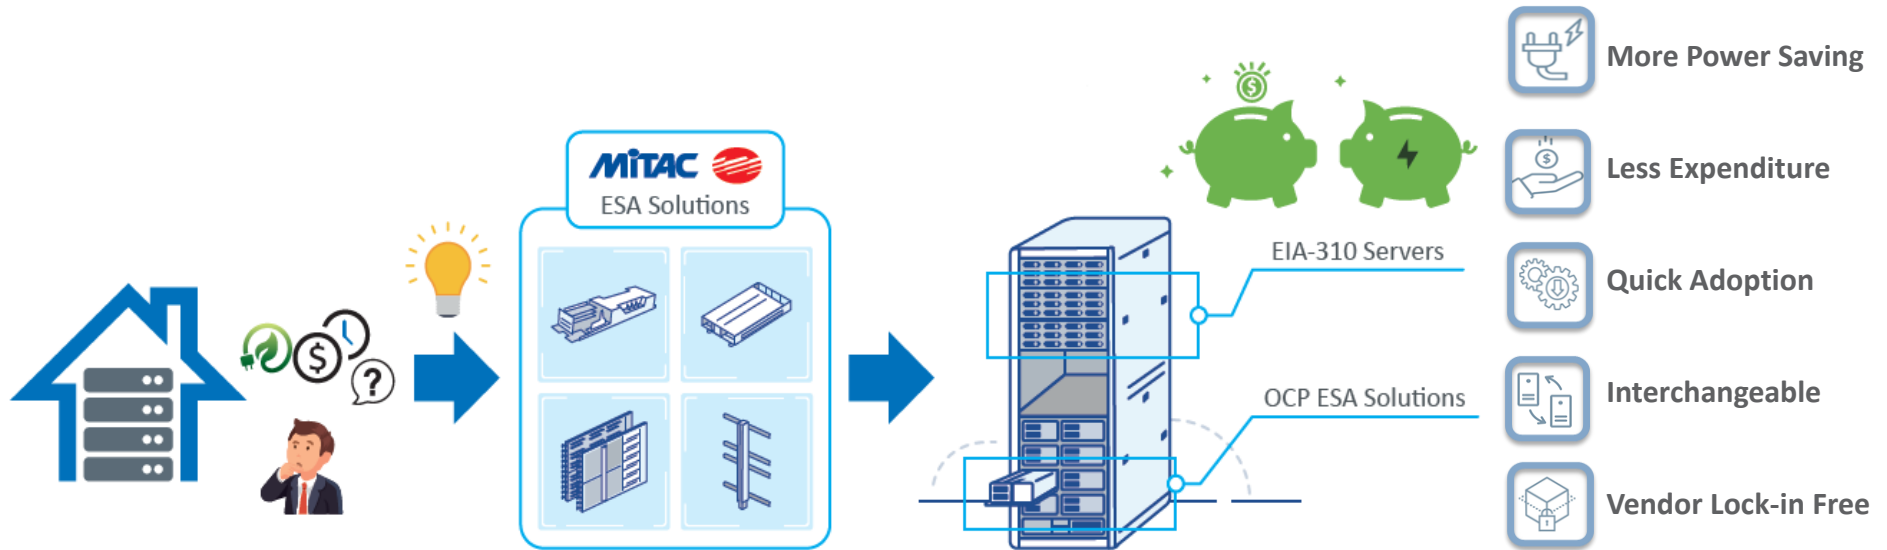 MiTAC
ESA Solutions
EIA-310 Servers
OCP ESA Solutions
More Power Saving
Less Expenditure
Quick Adoption
Interchangeable
Vendor Lock-in Free
$
?
$
$